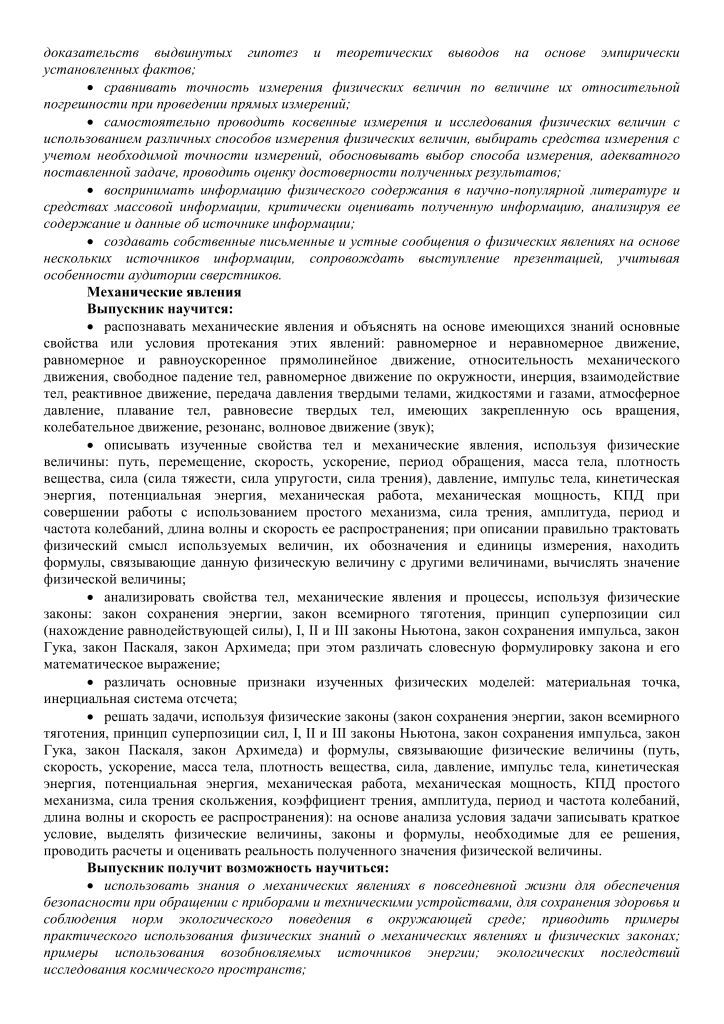 доказательств выдвинутых гипотез и теоретических выводов на основе эмпирически
установленных фактов;
• сравнивать точность измерения физических величин по величине их относительной
погрешности при проведении прямых измерений;
• самостоятельно проводить косвенные измерения и исследования физических величин с
использованием различных способов измерения физических величин, выбирать средства измерения с
учетом необходимой точности измерений, обосновывать выбор способа измерения, адекватного
поставленной задаче, проводить оценку достоверности полученных результатов;
• воспринимать информацию физического содержания в научно-популярной литературе и
средствах массовой информации, критически оценивать полученную информацию, анализируя ее
содержание и данные об источнике информации;
• создавать собственные письменные и устные сообщения о физических явлениях на основе
нескольких источников информации, сопровождать выступление презентацией, учитывая
особенности аудитории сверстников.
Механические явления
Выпускник научится:
• распознавать механические явления и объяснять на основе имеющихся знаний основные
свойства или условия протекания этих явлений: равномерное и неравномерное движение,
равномерное и равноускоренное прямолинейное движение, относительность механического
движения, свободное падение тел, равномерное движение по окружности, инерция, взаимодействие
тел, реактивное движение, передача давления твердыми телами, жидкостями и газами, атмосферное
давление, плавание тел, равновесие твердых тел, имеющих закрепленную ось вращения,
колебательное движение, резонанс, волновое движение (звук);
• описывать изученные свойства тел и механические явления, используя физические
величины: путь, перемещение, скорость, ускорение, период обращения, масса тела, плотность
вещества, сила (сила тяжести, сила упругости, сила трения), давление, импульс тела, кинетическая
энергия, потенциальная энергия, механическая работа, механическая мощность, КПД при
совершении работы с использованием простого механизма, сила трения, амплитуда, период и
частота колебаний, длина волны и скорость ее распространения; при описании правильно трактовать
физический смысл используемых величин, их обозначения и единицы измерения, находить
формулы, связывающие данную физическую величину с другими величинами, вычислять значение
физической величины;
• анализировать свойства тел, механические явления и процессы, используя физические
законы: закон сохранения энергии, закон всемирного тяготения, принцип суперпозиции сил
(нахождение равнодействующей силы), I, II и III законы Ньютона, закон сохранения импульса, закон
Гука, закон Паскаля, закон Архимеда; при этом различать словесную формулировку закона и его
математическое выражение;
• различать основные признаки изученных физических моделей: материальная точка,
инерциальная система отсчета;
• решать задачи, используя физические законы (закон сохранения энергии, закон всемирного
тяготения, принцип суперпозиции сил, I, II и III законы Ньютона, закон сохранения импульса, закон
Гука, закон Паскаля, закон Архимеда) и формулы, связывающие физические величины (путь,
скорость, ускорение, масса тела, плотность вещества, сила, давление, импульс тела, кинетическая
энергия, потенциальная энергия, механическая работа, механическая мощность, КПД простого
механизма, сила трения скольжения, коэффициент трения, амплитуда, период и частота колебаний,
длина волны и скорость ее распространения): на основе анализа условия задачи записывать краткое
условие, выделять физические величины, законы и формулы, необходимые для ее решения,
проводить расчеты и оценивать реальность полученного значения физической величины.
Выпускник получит возможность научиться:
• использовать знания о механических явлениях в повседневной жизни для обеспечения
безопасности при обращении с приборами и техническими устройствами, для сохранения здоровья и
соблюдения норм экологического поведения в окружающей среде; приводить примеры
практического использования физических знаний о механических явлениях и физических законах;
примеры использования возобновляемых источников энергии; экологических последствий
исследования космического пространств;